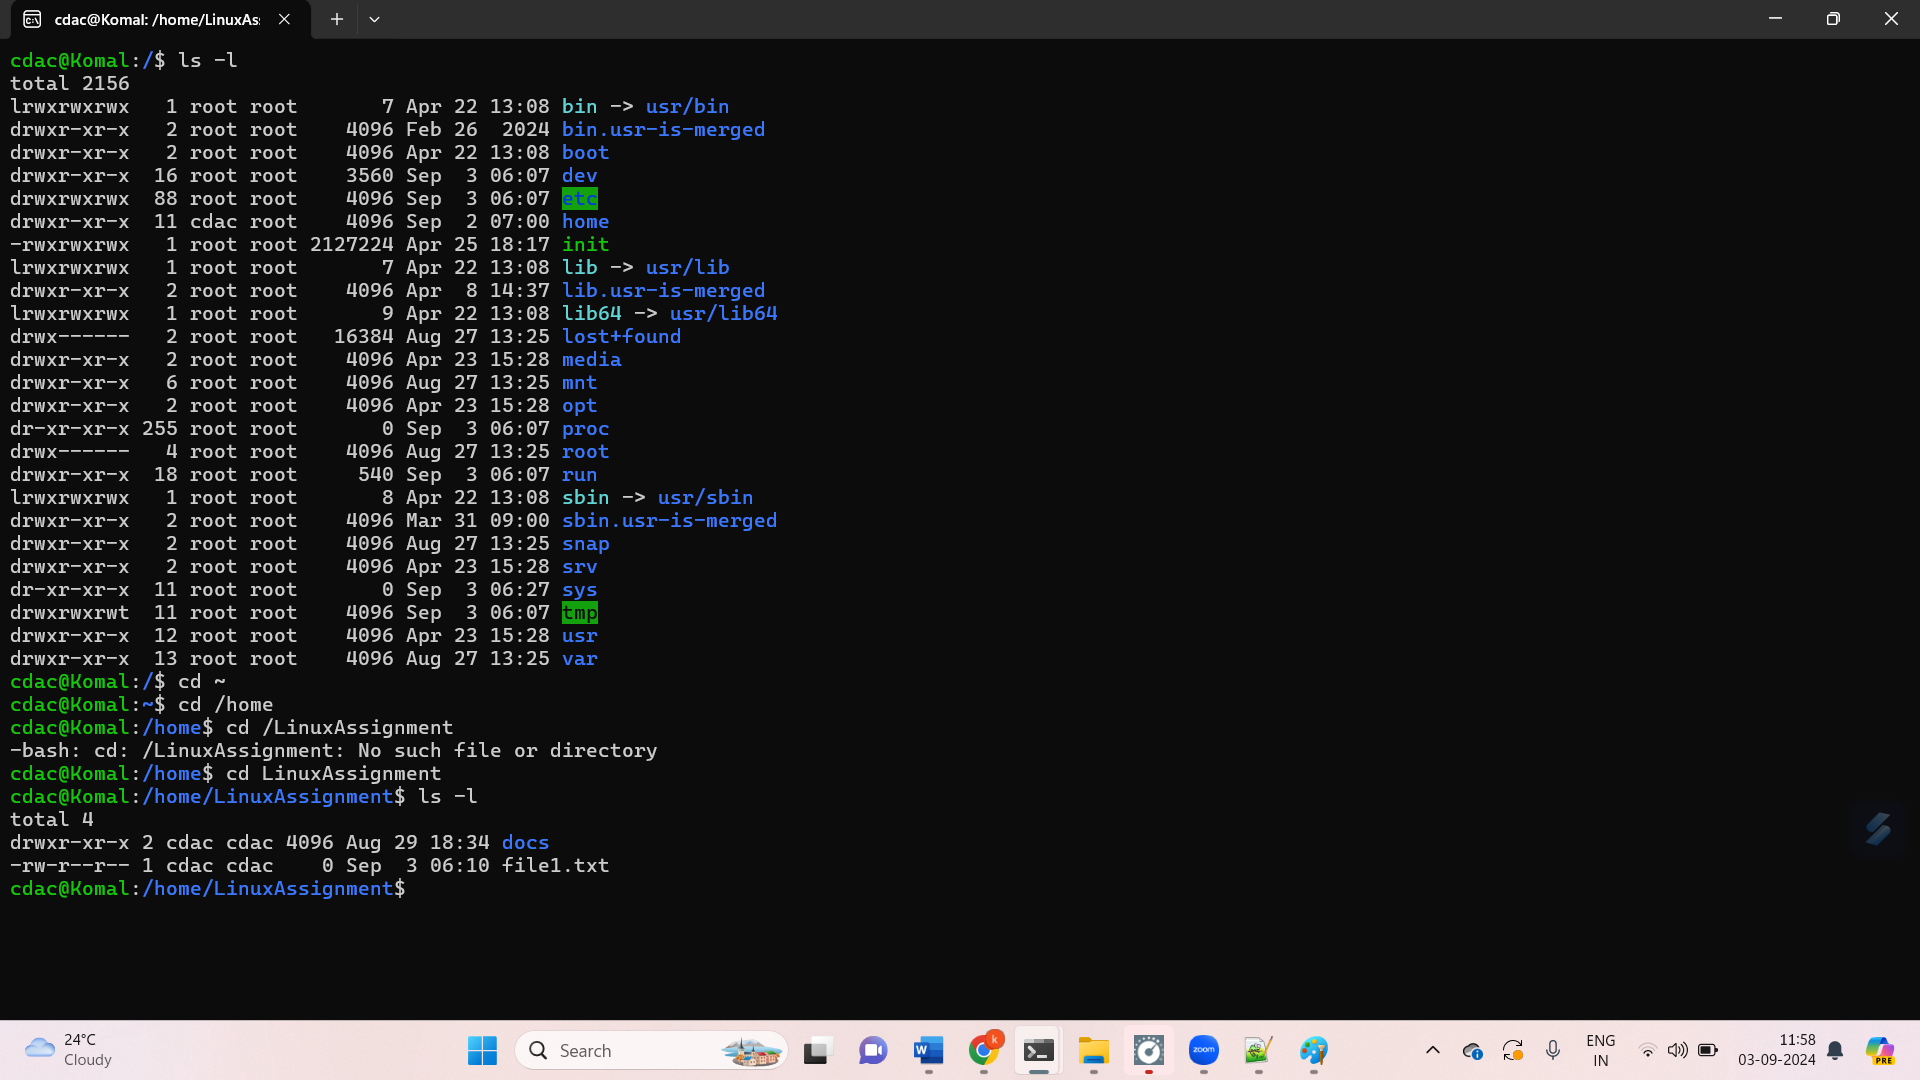 cdac@Komal: /home/LinuxAs:
cdac@Komal:/$ ls -l
total 2156
lrwxrwxrwx   1 root root       7 Apr 22 13:08 bin -> usr/bin
drwxr-xr-x   2 root root    4096 Feb 26  2024 bin.usr-is-merged
drwxr-xr-x   2 root root    4096 Apr 22 13:08 boot
drwxr-xr-x  16 root root    3560 Sep  3 06:07 dev
drwxrwxrwx  88 root root    4096 Sep  3 06:07 etc
drwxr-xr-x  11 cdac root    4096 Sep  2 07:00 home
-rwxrwxrwx   1 root root 2127224 Apr 25 18:17 init
lrwxrwxrwx   1 root root       7 Apr 22 13:08 lib -> usr/lib
drwxr-xr-x   2 root root    4096 Apr  8 14:37 lib.usr-is-merged
lrwxrwxrwx   1 root root       9 Apr 22 13:08 lib64 -> usr/lib64
drwx------   2 root root   16384 Aug 27 13:25 lost+found
drwxr-xr-x   2 root root    4096 Apr 23 15:28 media
drwxr-xr-x   6 root root    4096 Aug 27 13:25 mnt
drwxr-xr-x   2 root root    4096 Apr 23 15:28 opt
dr-xr-xr-x 255 root root       0 Sep  3 06:07 proc
drwx------   4 root root    4096 Aug 27 13:25 root
drwxr-xr-x  18 root root     540 Sep  3 06:07 run
lrwxrwxrwx   1 root root       8 Apr 22 13:08 sbin -> usr/sbin
drwxr-xr-x   2 root root    4096 Mar 31 09:00 sbin.usr-is-merged
drwxr-xr-x   2 root root    4096 Aug 27 13:25 snap
drwxr-xr-x   2 root root    4096 Apr 23 15:28 srv
dr-xr-xr-x  11 root root       0 Sep  3 06:27 sys
drwxrwxrwt  11 root root    4096 Sep  3 06:07 tmp
drwxr-xr-x  12 root root    4096 Apr 23 15:28 usr
drwxr-xr-x  13 root root    4096 Aug 27 13:25 var
cdac@Komal:/$ cd ~
cdac@Komal:~$ cd /home
cdac@Komal:/home$ cd /LinuxAssignment
-bash: cd: /LinuxAssignment: No such file or directory
cdac@Komal:/home$ cd LinuxAssignment
cdac@Komal:/home/LinuxAssignment$ ls -l
total 4
drwxr-xr-x 2 cdac cdac 4096 Aug 29 18:34 docs
-rw-r--r-- 1 cdac cdac    0 Sep  3 06:10 file1.txt
cdac@Komal:/home/LinuxAssignment$
24°C
Cloudy
Search
W
k
zoom
ENG
IN
11:58
03-09-2024
PRE